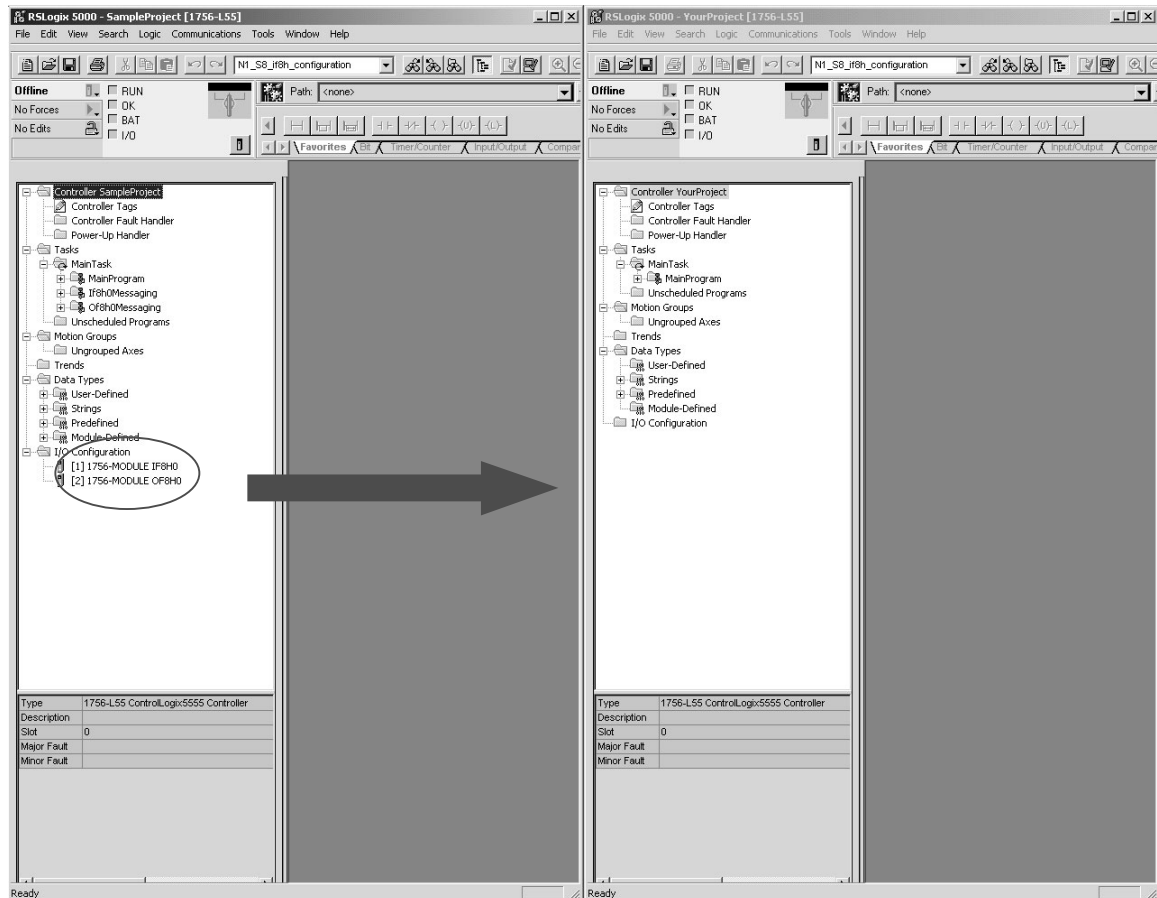 RSLogix 5000 - SampleProject [1756-L55]
File Edit View Search Logic Communications Tools Window Help
N1_S8_if8h_configuration
Offline
RUN
No Forces
OK
No Edits
BAT
I/O
Path: <none>
Favorites Bit Timer/Counter Input/Output Compar
Controller SampleProject
Controller Tags
Controller Fault Handler
Power-Up Handler
Tasks
MainTask
MainProgram
If8h0Messaging
Of8h0Messaging
Unscheduled Programs
Motion Groups
Ungrouped Axes
Trends
Data Types
User-Defined
Strings
Predefined
Module-Defined
I/O Configuration
[1] 1756-MODULE IF8H0
[2] 1756-MODULE OF8H0
Type 1756-L55 ControlLogix5555 Controller
Description
Slot 0
Major Fault
Minor Fault
Ready
RSLogix 5000 - YourProject [1756-L55]
File Edit View Search Logic Communications Tools Window Help
N1_S8_if8h_configuration
Offline
RUN
No Forces
OK
No Edits
BAT
I/O
Path: <none>
Favorites Bit Timer/Counter Input/Output Compar
Controller YourProject
Controller Tags
Controller Fault Handler
Power-Up Handler
Tasks
MainTask
MainProgram
Unscheduled Programs
Motion Groups
Ungrouped Axes
Trends
Data Types
User-Defined
Strings
Predefined
Module-Defined
I/O Configuration
Type 1756-L55 ControlLogix5555 Controller
Description
Slot 0
Major Fault
Minor Fault
Ready